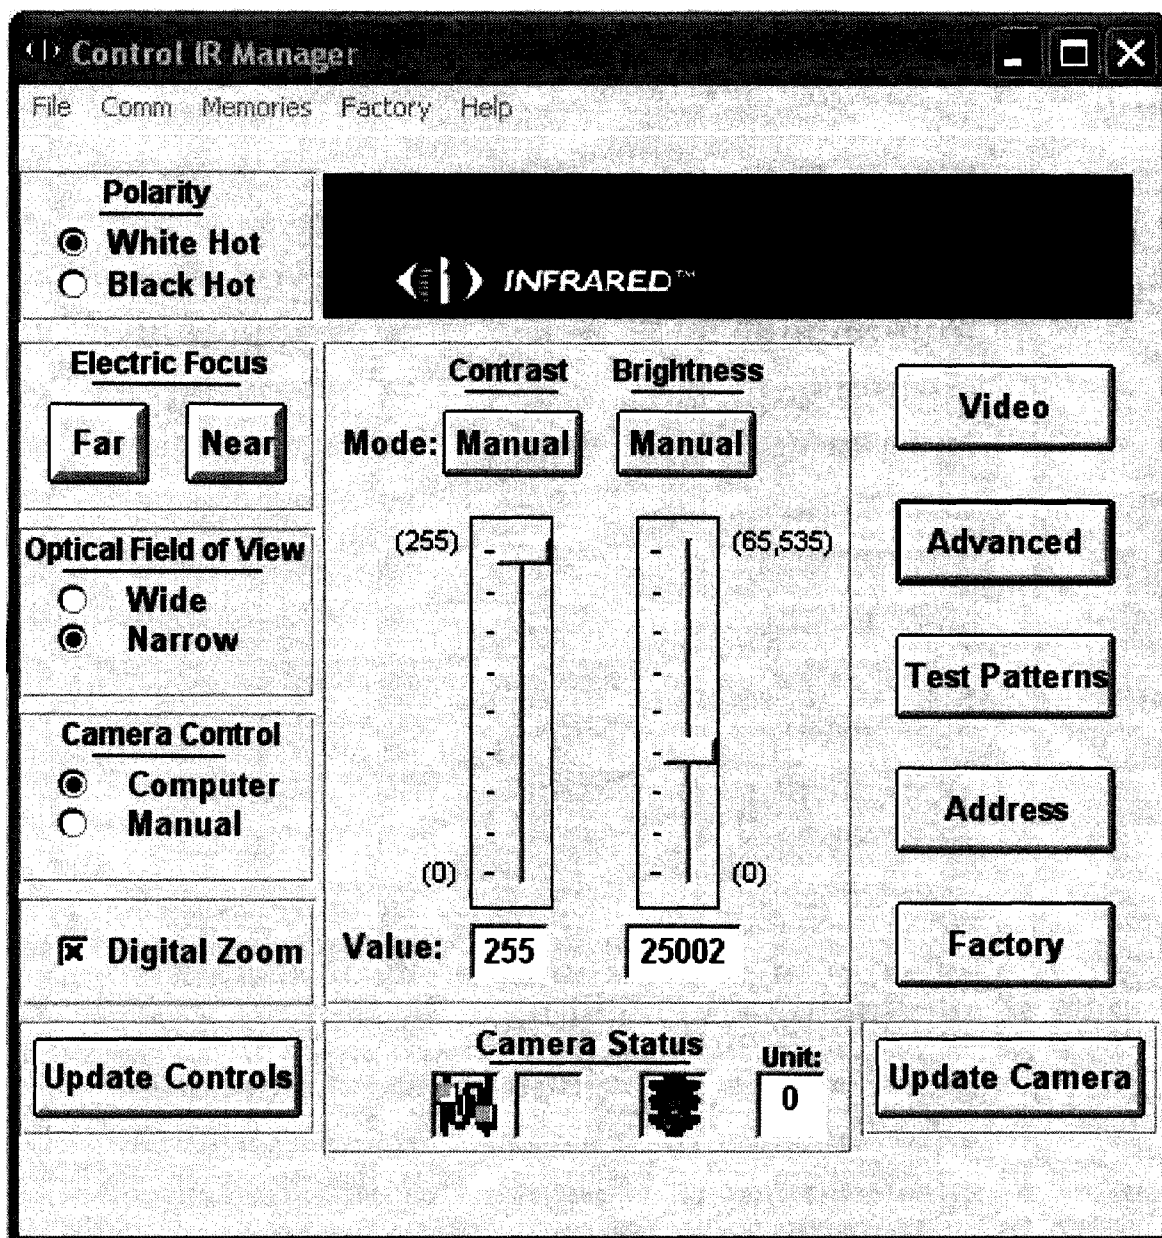 Control IR Manager
File Comm Memories Factory Help
Polarity
White Hot
Black Hot
INFRARED™
Electric Focus
Far Near
Optical Field of View
Wide
Narrow
Camera Control
Computer
Manual
Digital Zoom
Contrast Brightness
Mode: Manual Manual
(255) (65,535)
(0) (0)
Value: 255 25002
Video
Advanced
Test Patterns
Address
Factory
Update Controls
Camera Status
Unit:
0
Update Camera